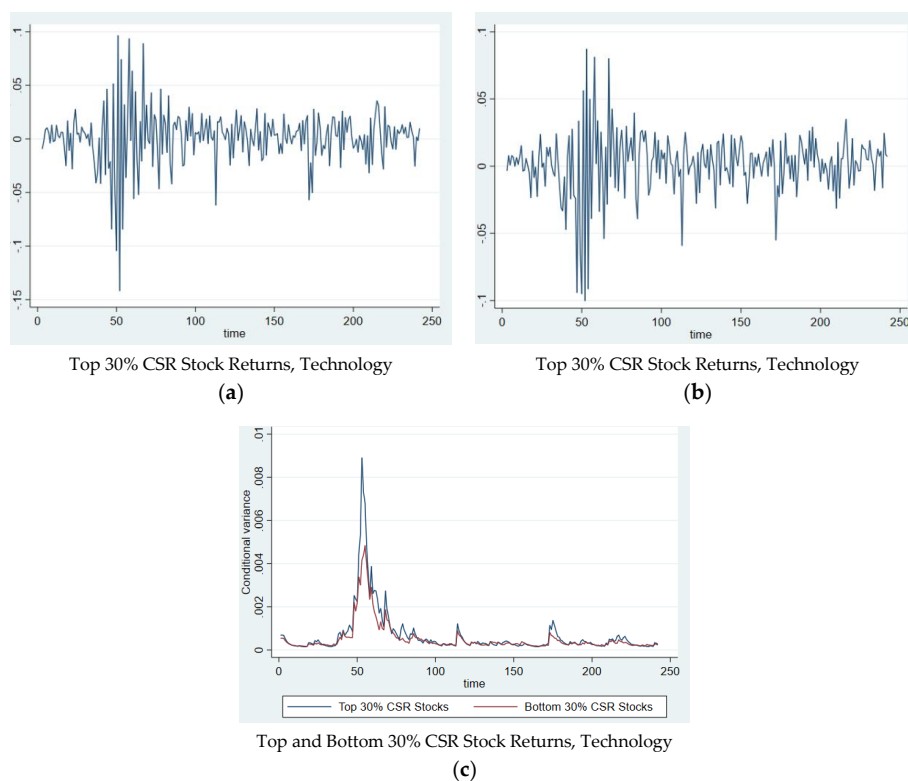 .1
.05
0
-.05
-.1
-.15
0
50
100
150
200
250
time
Top 30% CSR Stock Returns, Technology
(a)
.1
.05
0
-.05
-.1
0
50
100
150
200
250
time
Top 30% CSR Stock Returns, Technology
(b)
Conditional variance
.01
.008
.006
.004
.002
0
0
50
100
150
200
250
time
Top 30% CSR Stocks
Bottom 30% CSR Stocks
Top and Bottom 30% CSR Stock Returns, Technology
(c)